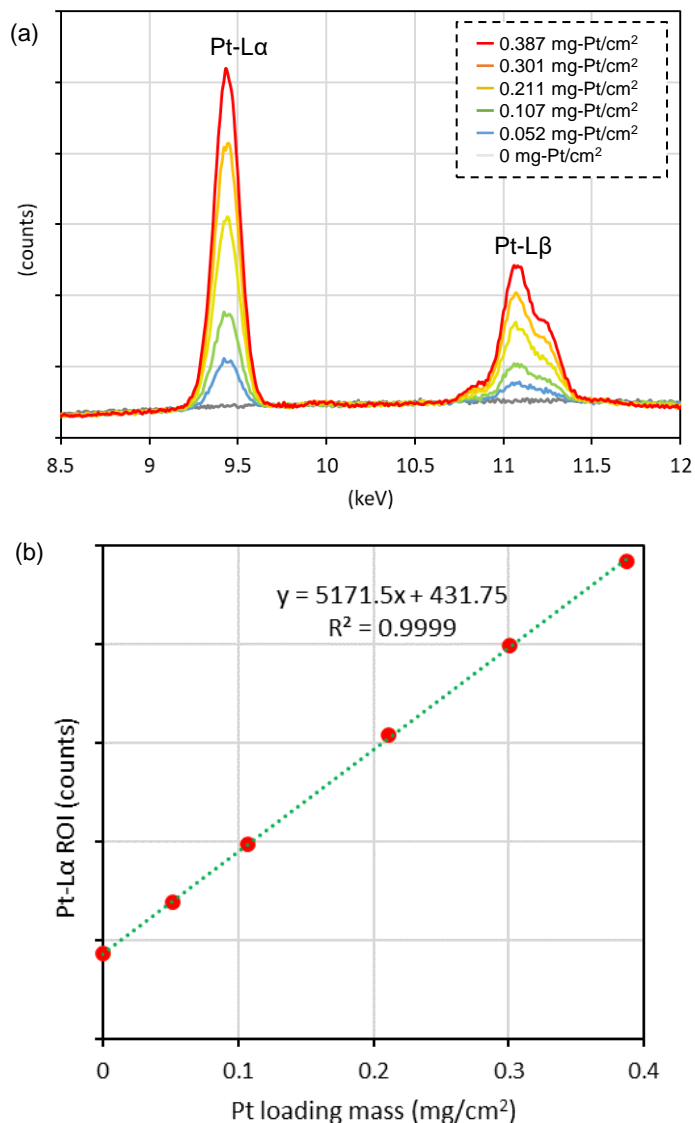 (a)
Pt-Lα
0.387 mg-Pt/cm²
0.301 mg-Pt/cm²
0.211 mg-Pt/cm²
0.107 mg-Pt/cm²
0.052 mg-Pt/cm²
0 mg-Pt/cm²
Pt-Lβ
(counts)
8.5 9 9.5 10 10.5 11 11.5 12
(keV)
(b)
y = 5171.5x + 431.75
R² = 0.9999
Pt-Lα ROI (counts)
0 0.1 0.2 0.3 0.4
Pt loading mass (mg/cm²)